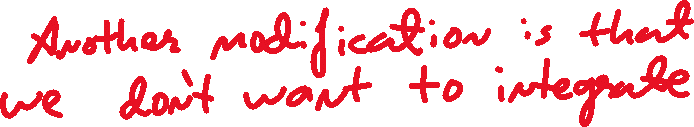 Another modification is that
we don't want to integrate